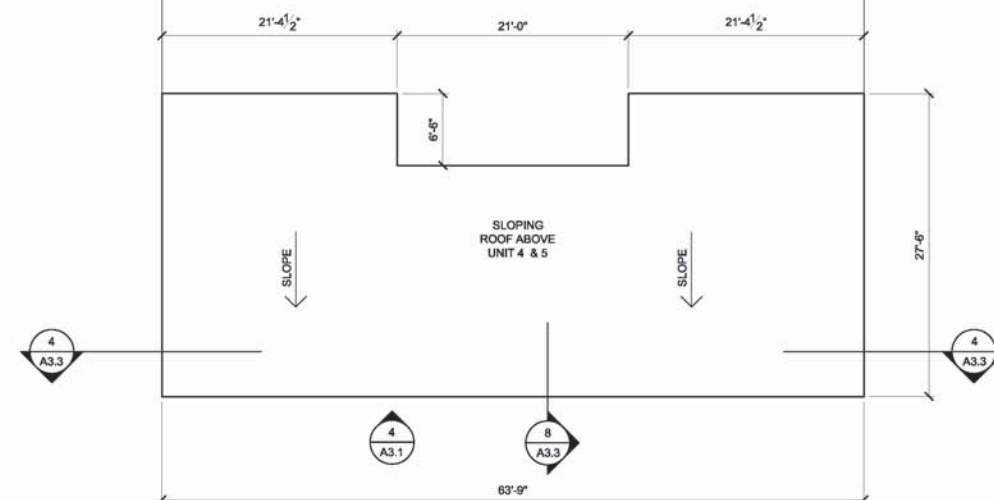 21'-4½"
21'-0"
21'-4½"
6'-6"
SLOPING
ROOF ABOVE
UNIT 4 & 5
SLOPE
SLOPE
27'-6"
4
A3.3
4
A3.3
4
A3.1
8
A3.3
63'-9"